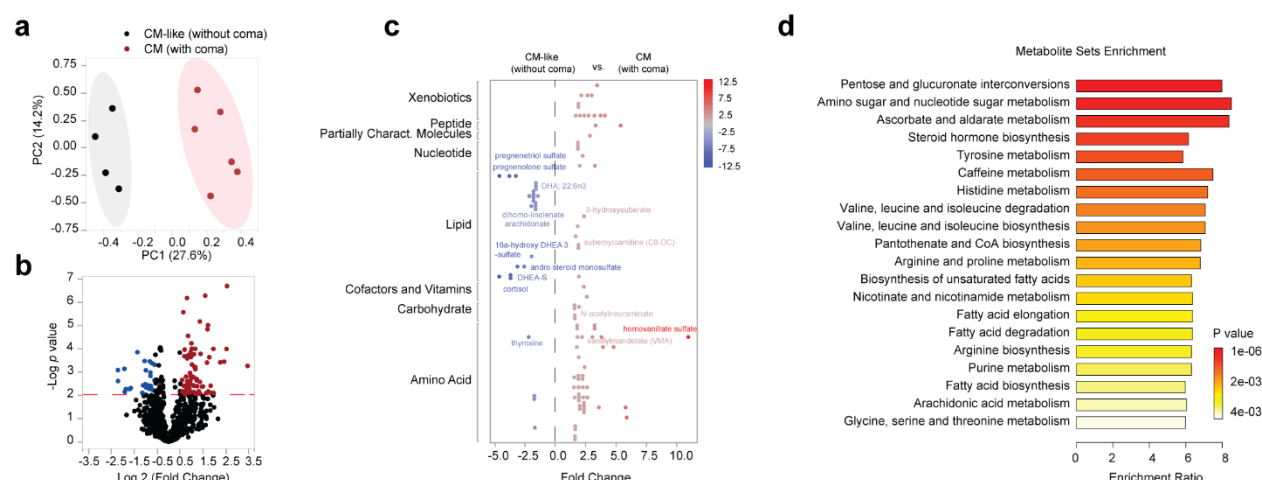 a
CM-like (without coma)
CM (with coma)
0.75
0.50
0.25
0.00
-0.25
-0.50
-0.75
PC2 (14.2%)
-0.4
-0.2
0.0
0.2
0.4
PC1 (27.6%)
b
7
6
5
4
3
2
1
0
-Log p value
-3.5
-2.5
-1.5
-0.5
0.5
1.5
2.5
3.5
Log 2 (Fold Change)
c
CM-like
(without coma)
vs.
CM
(with coma)
12.5
7.5
2.5
-2.5
-7.5
-12.5
Xenobiotics
Peptide
Partially Charact. Molecules
Nucleotide
Lipid
Cofactors and Vitamins
Carbohydrate
Amino Acid
pregnenetriol sulfate
pregnenolone sulfate
DHA; 22:6n3
dihomo-linolenate
arachidonate
3-hydroxysuberate
16a-hydroxy DHEA 3
-sulfate
suberoylcarnitine (C8-DC)
andro steroid monosulfate
DHEA-S
cortisol
N-acetylneuraminate
homovanillate sulfate
thyroxine
vanillylmandelate (VMA)
-5.0
-2.5
0.0
2.5
5.0
7.5
10.0
Fold Change
d
Metabolite Sets Enrichment
Pentose and glucuronate interconversions
Amino sugar and nucleotide sugar metabolism
Ascorbate and aldarate metabolism
Steroid hormone biosynthesis
Tyrosine metabolism
Caffeine metabolism
Histidine metabolism
Valine, leucine and isoleucine degradation
Valine, leucine and isoleucine biosynthesis
Pantothenate and CoA biosynthesis
Arginine and proline metabolism
Biosynthesis of unsaturated fatty acids
Nicotinate and nicotinamide metabolism
Fatty acid elongation
Fatty acid degradation
Arginine biosynthesis
Purine metabolism
Fatty acid biosynthesis
Arachidonic acid metabolism
Glycine, serine and threonine metabolism
P value
1e-06
2e-03
4e-03
0
2
4
6
8
Enrichment Ratio